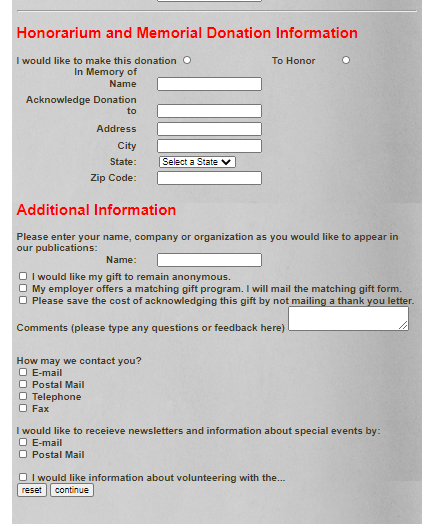 Honorarium and Memorial Donation Information
I would like to make this donation To Honor
In Memory of
Name
Acknowledge Donation
to
Address
City
State: Select a State
Zip Code:
Additional Information
Please enter your name, company or organization as you would like to appear in
our publications:
Name:
I would like my gift to remain anonymous.
My employer offers a matching gift program. I will mail the matching gift form.
Please save the cost of acknowledging this gift by not mailing a thank you letter.
Comments (please type any questions or feedback here)
How may we contact you?
E-mail
Postal Mail
Telephone
Fax
I would like to receieve newsletters and information about special events by:
E-mail
Postal Mail
I would like information about volunteering with the...
reset continue